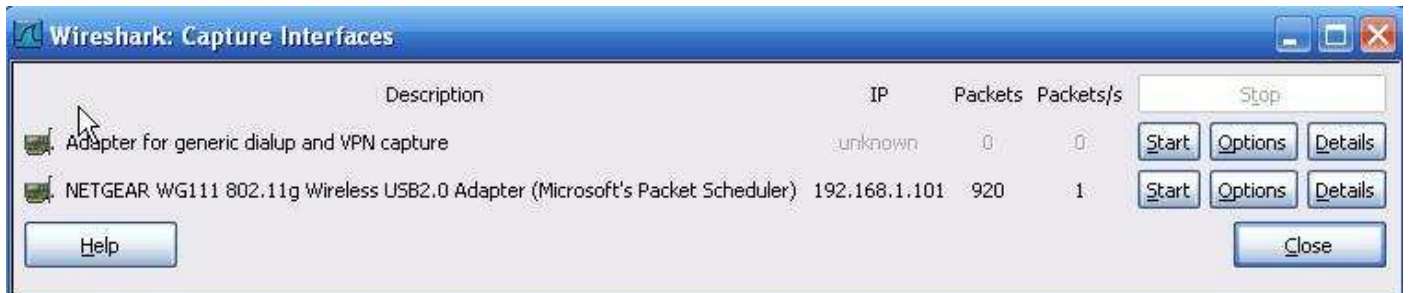 Wireshark: Capture Interfaces
Description IP Packets Packets/s Stop
Adapter for generic dialup and VPN capture unknown 0 0 Start Options Details
NETGEAR WG111 802.11g Wireless USB2.0 Adapter (Microsoft's Packet Scheduler) 192.168.1.101 920 1 Start Options Details
Help Close